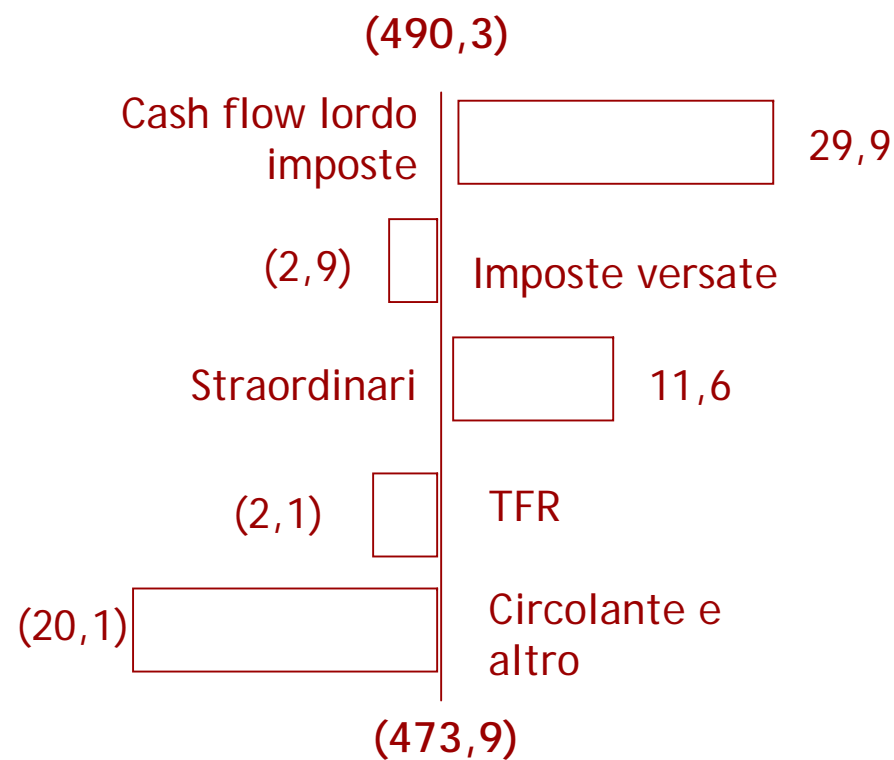 (490,3)
Cash flow lordo
imposte
29,9
(2,9)
Imposte versate
Straordinari
11,6
(2,1)
TFR
(20,1)
Circolante e
altro
(473,9)